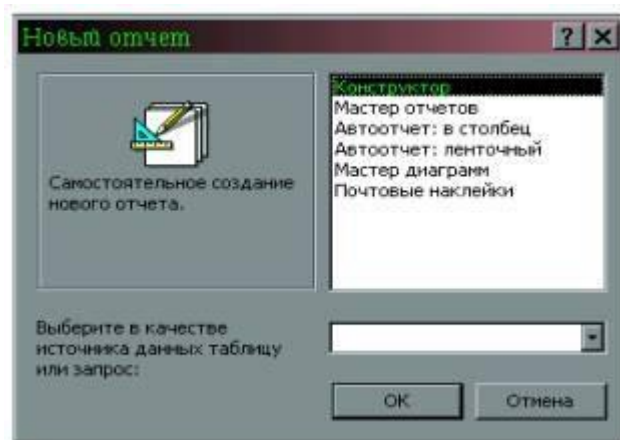 Новый отчет
Самостоятельное создание
нового отчета.
Конструктор
Мастер отчетов
Автоотчет: в столбец
Автоотчет: ленточный
Мастер диаграмм
Почтовые наклейки
Выберите в качестве
источника данных таблицу
или запрос:
OK
Отмена